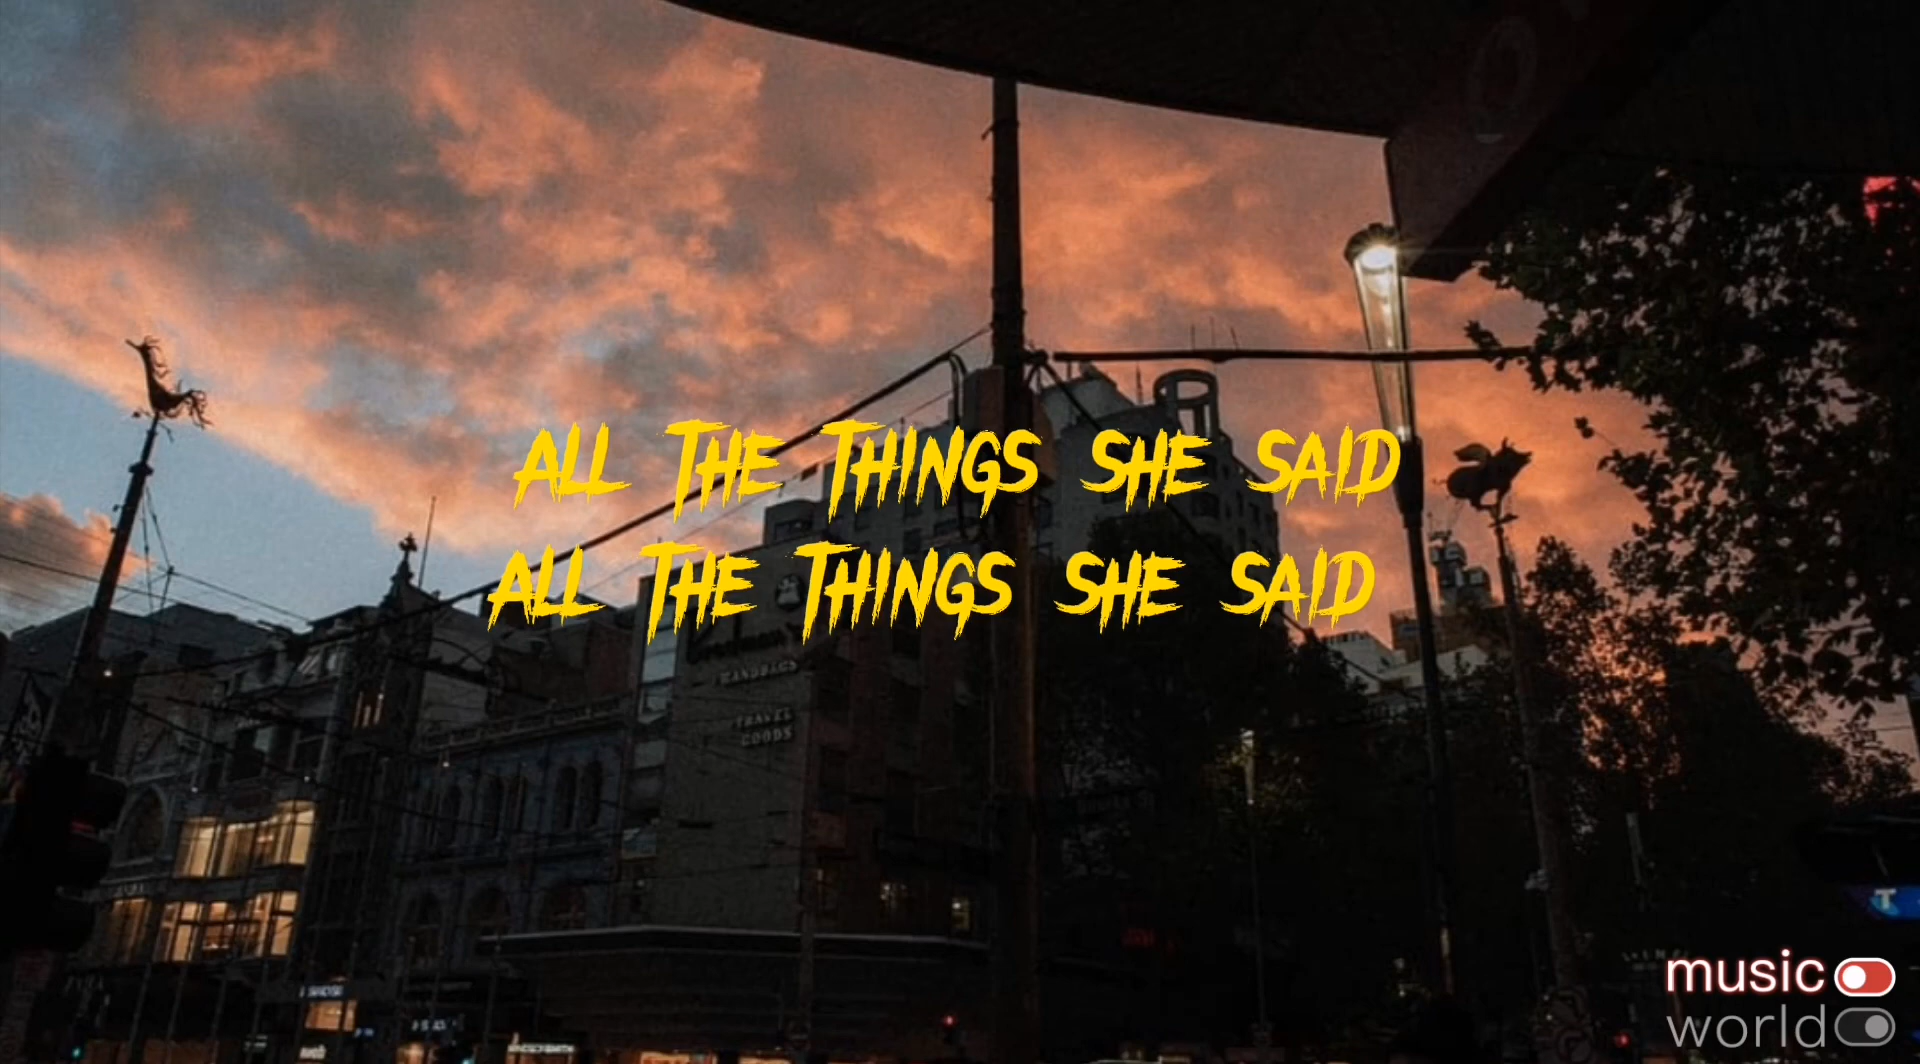 ALL THE THINGS SHE SAID
ALL THE THINGS SHE SAID
HANDBAGS
TRAVEL
GOODS
T
music
world